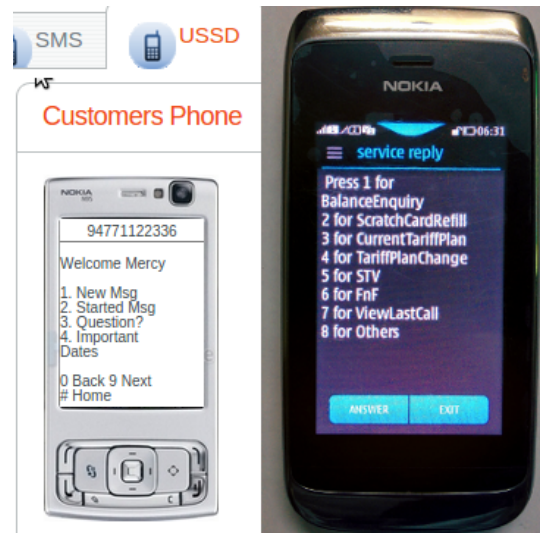 SMS
USSD
Customers Phone
NOKIA
N95
94771122336
Welcome Mercy
1. New Msg
2. Started Msg
3. Question?
4. Important
Dates
0 Back 9 Next
# Home
NOKIA
06:31
service reply
Press 1 for
BalanceEnquiry
2 for ScratchCardRefill
3 for CurrentTariffPlan
4 for TariffPlanChange
5 for STV
6 for FnF
7 for ViewLastCall
8 for Others
ANSWER
EXIT